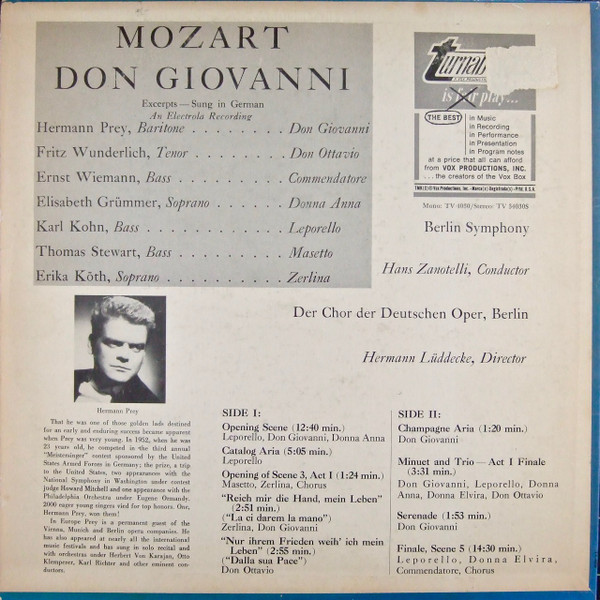 MOZART
DON GIOVANNI
Excerpts — Sung in German
An Electrola Recording
Hermann Prey, Baritone . . . . . . . . Don Giovanni
Fritz Wunderlich, Tenor . . . . . . . . Don Ottavio
Ernst Wiemann, Bass . . . . . . . Commendatore
Elisabeth Grümmer, Soprano . . . . . Donna Anna
Karl Kohn, Bass . . . . . . . . . . . Leporello
Thomas Stewart, Bass . . . . . . . . . Masetto
Erika Köth, Soprano . . . . . . . . . . Zerlina
turnab
is fair play...
THE BEST
in Music
in Recording
in Performance
in Presentation
in Program notes
at a price that all can afford
from VOX PRODUCTIONS, INC.
. . . the creators of the Vox Box
Mono: TV 4030/Stereo: TV 34030S
Berlin Symphony
Hans Zanotelli, Conductor
Der Chor der Deutschen Oper, Berlin
Hermann Lüddecke, Director
Hermann Prey
That he was one of those golden lads destined
for an early and enduring success became apparent
when Prey was very young. In 1952, when he was
23 years old, he competed in the third annual
"Meistersinger" contest sponsored by the United
States Armed Forces in Germany; the prize, a trip
to the United States, two appearances with the
National Symphony in Washington under contest
judge Howard Mitchell and one appearance with the
Philadelphia Orchestra under Eugene Ormandy.
2000 eager young singers vied for top honors. One,
Hermann Prey, won them!
In Europe Prey is a permanent guest of the
Vienna, Munich and Berlin opera companies. He
has also appeared at nearly all the international
music festivals and has sung in solo recital and
with orchestras under Herbert Von Karajan, Otto
Klemperer, Karl Richter and other eminent con-
ductors.
SIDE I:
Opening Scene (12:40 min.)
Leporello, Don Giovanni, Donna Anna
Catalog Aria (5:05 min.)
Leporello
Opening of Scene 3, Act I (1:24 min.)
Masetto, Zerlina, Chorus
"Reich mir die Hand, mein Leben"
(2:51 min.)
("La ci darem la mano")
Zerlina, Don Giovanni
"Nur ihrem Frieden weih' ich mein
Leben" (2:55 min.)
("Dalla sua Pace")
Don Ottavio
SIDE II:
Champagne Aria (1:20 min.)
Don Giovanni
Minuet and Trio — Act I Finale
(3:31 min.)
Don Giovanni, Leporello, Donna
Anna, Donna Elvira, Don Ottavio
Serenade (1:53 min.)
Don Giovanni
Finale, Scene 5 (14:30 min.)
Leporello, Donna Elvira,
Commendatore, Chorus